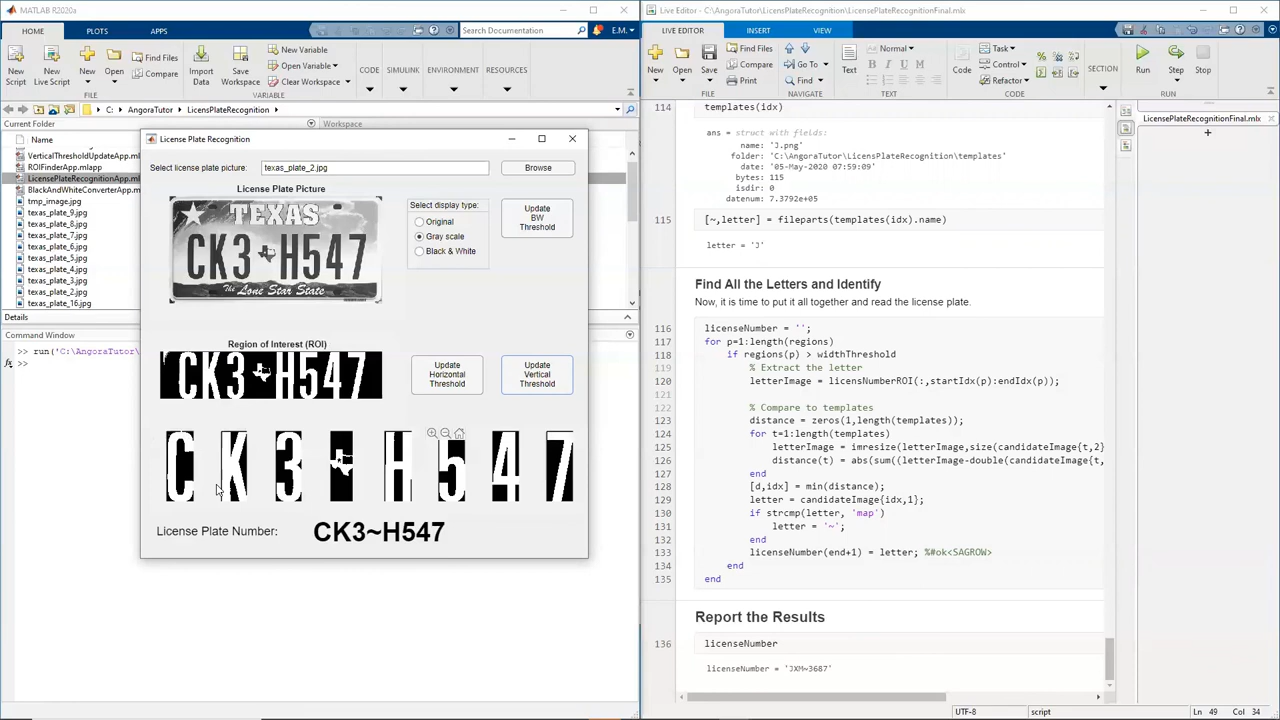 MATLAB R2020a
HOME PLOTS APPS
Search Documentation
E.M.
New Script
New Live Script
New
Open
Find Files
Compare
Import Data
Save Workspace
New Variable
Open Variable
Clear Workspace
CODE
SIMULINK
ENVIRONMENT
RESOURCES
FILE
VARIABLE
C: AngoraTutor LicensPlateRecognition
Current Folder
Workspace
Name
VerticalThresholdUpdateApp.ml
ROIFinderApp.mlapp
LicensePlateRecognitionApp.ml
BlackAndWhiteConverterApp.m
tmp_image.jpg
texas_plate_9.jpg
texas_plate_8.jpg
texas_plate_7.jpg
texas_plate_6.jpg
texas_plate_5.jpg
texas_plate_4.jpg
texas_plate_3.jpg
texas_plate_2.jpg
texas_plate_16.jpg
Details
Command Window
>> run('C:\AngoraTutor\
fx >>
License Plate Recognition
Select license plate picture:
texas_plate_2.jpg
Browse
License Plate Picture
TEXAS
CK3 H547
The Lone Star State
Select display type:
Original
Gray scale
Black & White
Update BW Threshold
Region of Interest (ROI)
CK3 H547
Update Horizontal Threshold
Update Vertical Threshold
C K 3 H 5 4 7
License Plate Number: CK3~H547
Live Editor - C:\AngoraTutor\LicensPlateRecognition\LicensPlateRecognitionFinal.mlx
LIVE EDITOR INSERT VIEW
New
Open
Save
Find Files
Compare
Print
Go To
Find
Text
Normal
B I U M
Code
Task
Control
Refactor
SECTION
Run
Step
Stop
FILE
NAVIGATE
TEXT
CODE
RUN
LicensPlateRecognitionFinal.mlx
114 templates(idx)
ans = struct with fields:
name: 'J.png'
folder: 'C:\AngoraTutor\LicensPlateRecognition\templates'
date: '05-May-2020 07:59:09'
bytes: 115
isdir: 0
datenum: 7.3792e+05
115 [~,letter] = fileparts(templates(idx).name)
letter = 'J'
Find All the Letters and Identify
Now, it is time to put it all together and read the license plate.
116 licenseNumber = '';
117 for p=1:length(regions)
118 if regions(p) > widthThreshold
119 % Extract the letter
120 letterImage = licensNumberROI(:,startIdx(p):endIdx(p));
121
122 % Compare to templates
123 distance = zeros(1,length(templates));
124 for t=1:length(templates)
125 letterImage = imresize(letterImage,size(candidateImage{t,2}
126 distance(t) = abs(sum((letterImage-double(candidateImage{t,
127 end
128 [d,idx] = min(distance);
129 letter = candidateImage{idx,1};
130 if strcmp(letter, 'map')
131 letter = '~';
132 end
133 licenseNumber(end+1) = letter; %#ok<SAGROW>
134 end
135 end
Report the Results
136 licenseNumber
licenseNumber = 'JXM~3687'
UTF-8 script Ln 49 Col 34